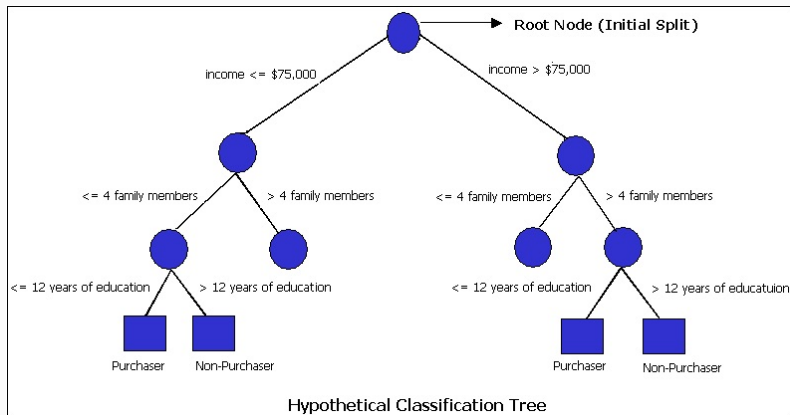 Root Node (Initial Split)
income <= $75,000
income > $75,000
<= 4 family members
> 4 family members
<= 4 family members
> 4 family members
<= 12 years of education
> 12 years of education
<= 12 years of education
> 12 years of educatuion
Purchaser
Non-Purchaser
Purchaser
Non-Purchaser
Hypothetical Classification Tree